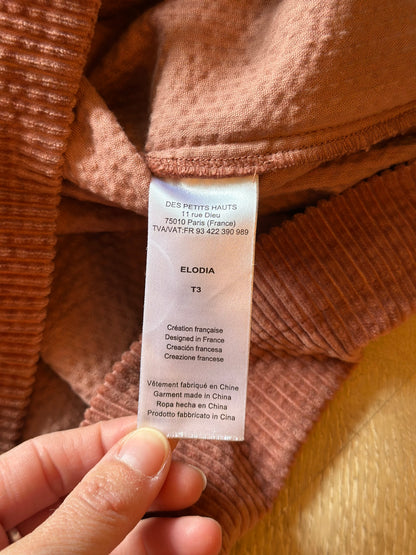 DES PETITS HAUTS
11 rue Dieu
75010 Paris (France)
TVA/VAT:FR 93 422 390 989
ELODIA
T3
Création française
Designed in France
Creación francesa
Creazione francese
Vêtement fabriqué en Chine
Garment made in China
Ropa hecha en China
Prodotto fabbricato in Cina